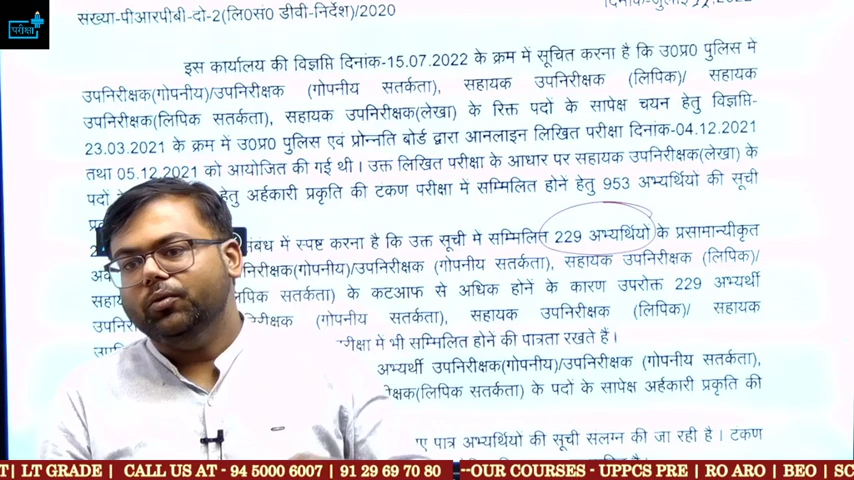 परीक्षा
सख्या-पीआरपीबी-दो-2(लि0सं0 डीवी-निर्देश)/2020
इस कार्यालय की विज्ञप्ति दिनांक-15.07.2022 के क्रम में सूचित करना है कि उ0प्र0 पुलिस में
उपनिरीक्षक(गोपनीय)/उपनिरीक्षक (गोपनीय सतर्कता), सहायक उपनिरीक्षक (लिपिक)/ सहायक
उपनिरीक्षक(लिपिक सतर्कता), सहायक उपनिरीक्षक(लेखा) के रिक्त पदों के सापेक्ष चयन हेतु विज्ञप्ति-
23.03.2021 के क्रम में उ0प्र0 पुलिस एवं प्रोन्नति बोर्ड द्वारा आनलाइन लिखित परीक्षा दिनांक-04.12.2021
तथा 05.12.2021 को आयोजित की गई थी। उक्त लिखित परीक्षा के आधार पर सहायक उपनिरीक्षक(लेखा) के
पदों के हेतु अर्हकारी प्रकृति की टकण परीक्षा में सम्मिलित होनें हेतु 953 अभ्यर्थियो की सूची
में स्पष्ट करना है कि उक्त सूची मे सम्मिलित 229 अभ्यर्थियो के प्रसामान्यीकृत
(गोपनीय)/उपनिरीक्षक (गोपनीय सतर्कता), सहायक उपनिरीक्षक (लिपिक)/
सतर्कता) के कटआफ से अधिक होनें के कारण उपरोक्त 229 अभ्यर्थी
(गोपनीय सतर्कता), सहायक उपनिरीक्षक (लिपिक)/ सहायक
में भी सम्मिलित होने की पात्रता रखते हैं।
अभ्यर्थी उपनिरीक्षक(गोपनीय)/उपनिरीक्षक (गोपनीय सतर्कता),
(लिपिक सतर्कता) के पदों के सापेक्ष अर्हकारी प्रकृति की
पात्र अभ्यर्थियों की सूची सलग्न की जा रही है। टकण
T| LT GRADE | CALL US AT - 94 5000 6007 | 91 29 69 70 80 --OUR COURSES - UPPCS PRE | RO ARO | BEO | SC